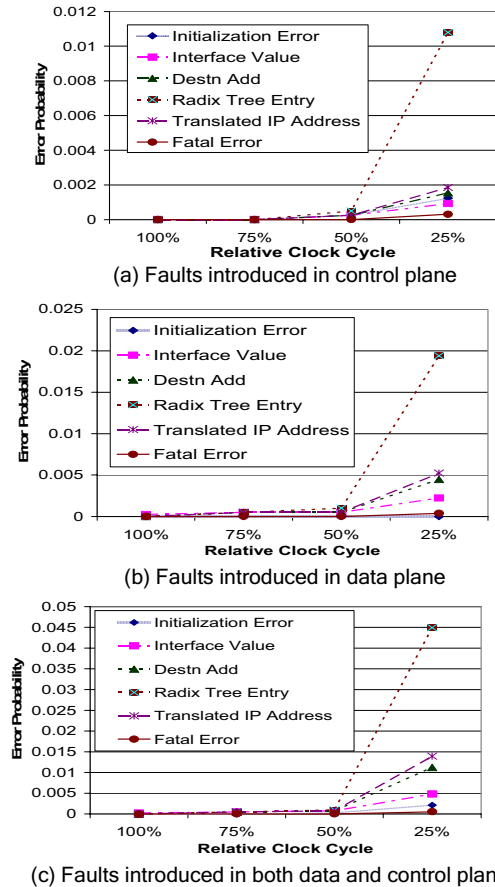 0.012
0.01
0.008
0.006
0.004
0.002
0
Error Probability
Initialization Error
Interface Value
Destn Add
Radix Tree Entry
Translated IP Address
Fatal Error
100% 75% 50% 25%
Relative Clock Cycle
(a) Faults introduced in control plane
0.025
0.02
0.015
0.01
0.005
0
Error Probability
Initialization Error
Interface Value
Destn Add
Radix Tree Entry
Translated IP Address
Fatal Error
100% 75% 50% 25%
Relative Clock Cycle
(b) Faults introduced in data plane
0.05
0.045
0.04
0.035
0.03
0.025
0.02
0.015
0.01
0.005
0
Error Probability
Initialization Error
Interface Value
Destn Add
Radix Tree Entry
Translated IP Address
Fatal Error
100% 75% 50% 25%
Relative Clock Cycle
(c) Faults introduced in both data and control plan